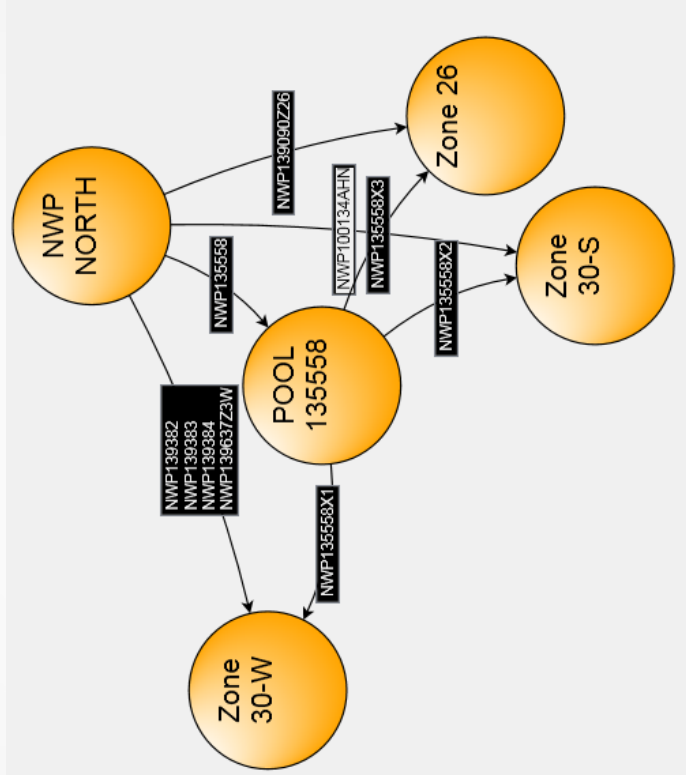 NWP
NORTH
Zone 26
NWP139090Z26
NWP100134AHN
NWP135558X3
NWP135558
Zone
30-S
NWP135558X2
POOL
135558
NWP139382
NWP139383
NWP139384
NWP139637Z3W
NWP135558X1
Zone
30-W